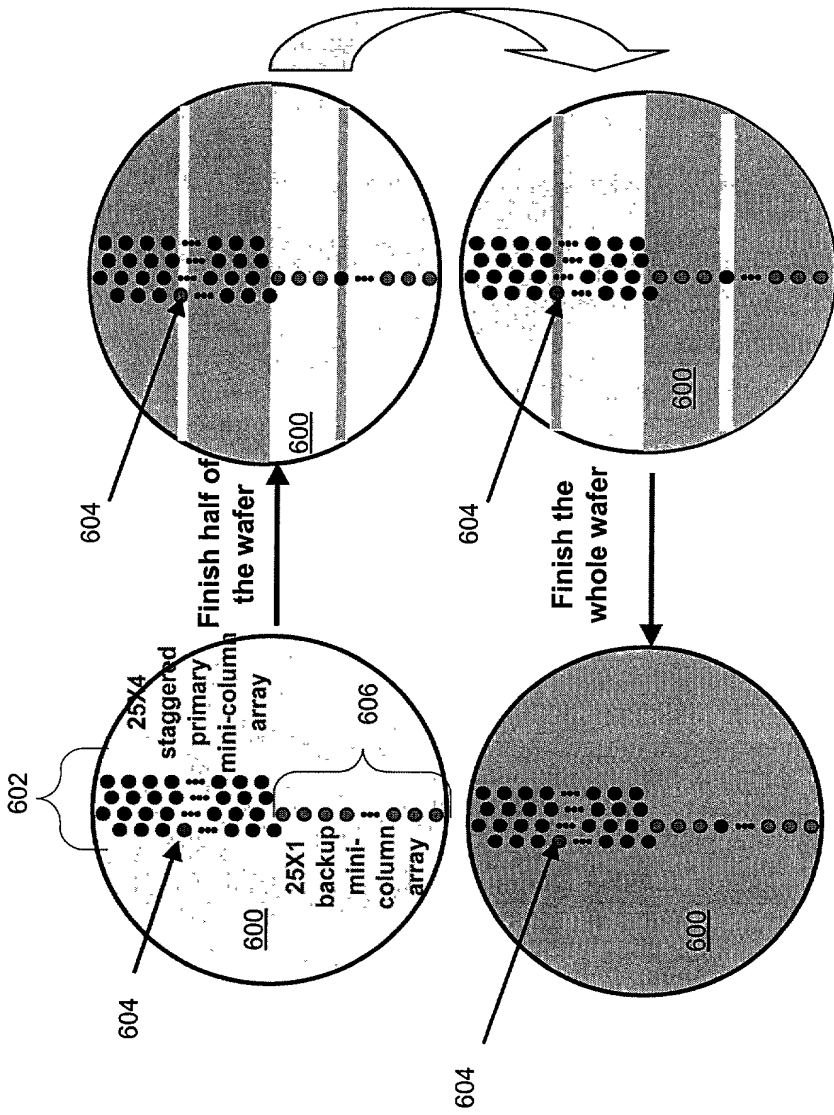 602
25X4
staggered
primary
mini-column
array
604
600
25X1
backup
mini-
column
array
606
Finish half of
the wafer
604
600
604
600
Finish the
whole wafer
604
600